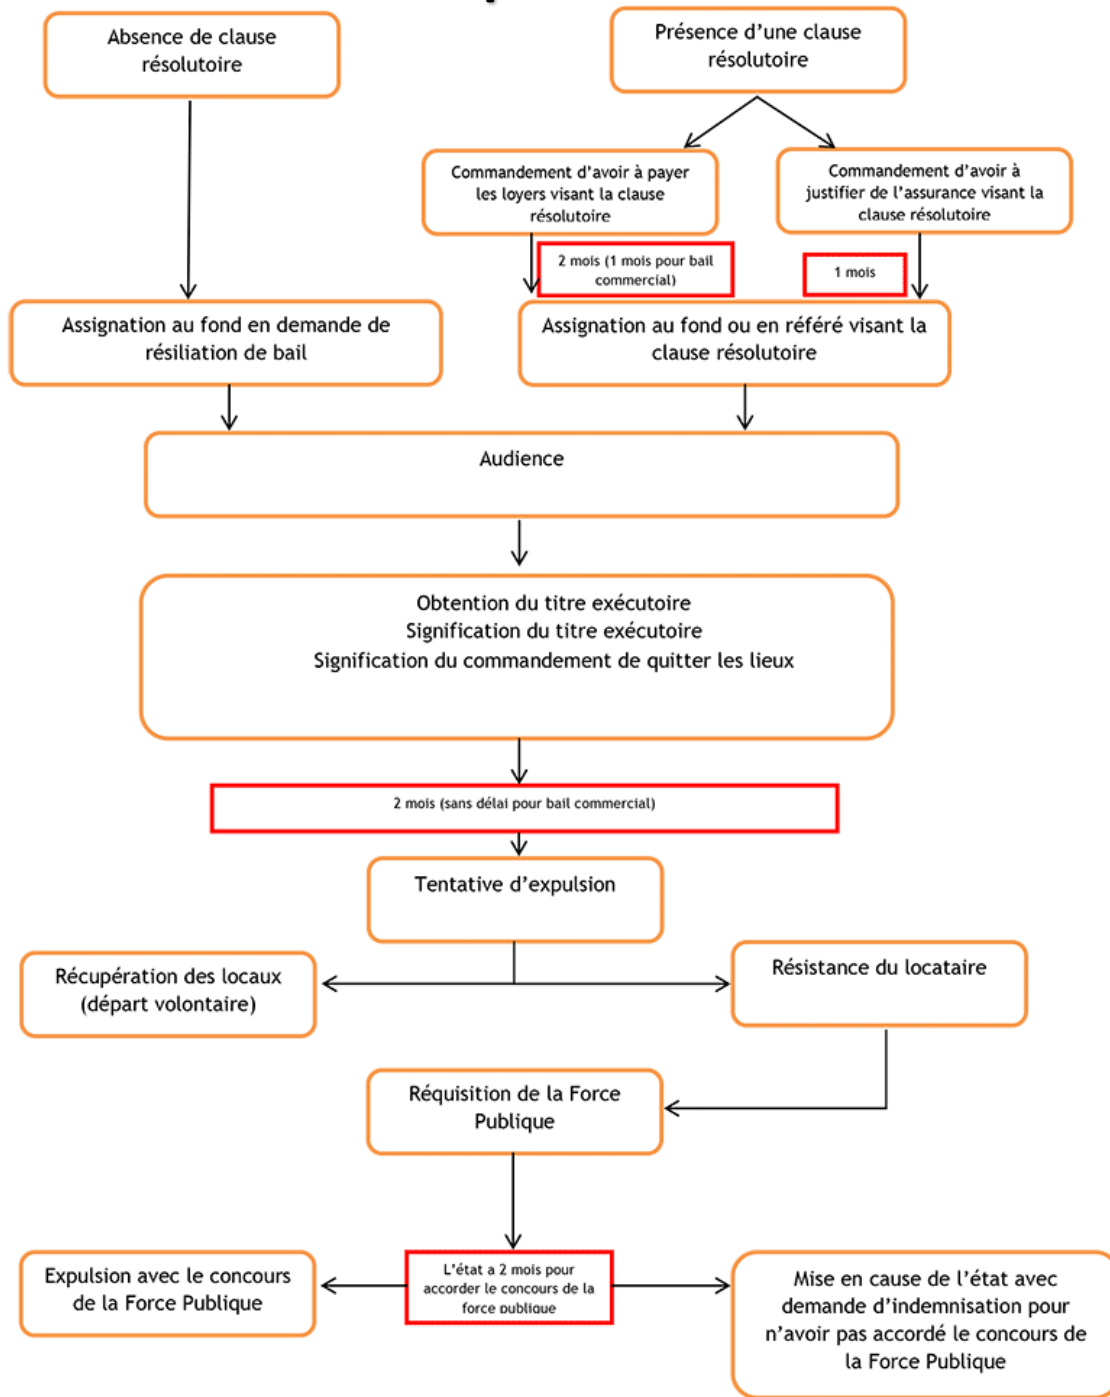 Absence de clause
résolutoire
Présence d'une clause
résolutoire
Commandement d'avoir à payer
les loyers visant la clause
résolutoire
Commandement d'avoir à
justifier de l'assurance visant la
clause résolutoire
2 mois (1 mois pour bail
commercial)
1 mois
Assignation au fond en demande de
résiliation de bail
Assignation au fond ou en référé visant la
clause résolutoire
Audience
Obtention du titre exécutoire
Signification du titre exécutoire
Signification du commandement de quitter les lieux
2 mois (sans délai pour bail commercial)
Tentative d'expulsion
Récupération des locaux
(départ volontaire)
Résistance du locataire
Réquisition de la Force
Publique
Expulsion avec le concours
de la Force Publique
L'état a 2 mois pour
accorder le concours de la
force publique
Mise en cause de l'état avec
demande d'indemnisation pour
n'avoir pas accordé le concours de
la Force Publique